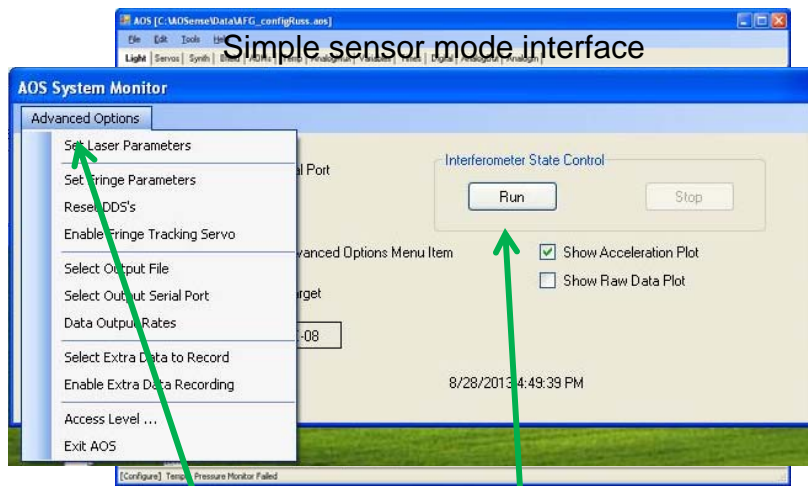 AOS [C:\AOSense\Data\AFG_configRuss.aos]
File Edit Tools Help
Simple sensor mode interface
Light Servos Synth
AOS System Monitor
Advanced Options
Set Laser Parameters
Set Fringe Parameters
Reset DDS's
Enable Fringe Tracking Servo
Select Output File
Select Output Serial Port
Data Output Rates
Select Extra Data to Record
Enable Extra Data Recording
Access Level ...
Exit AOS
al Port
vanced Options Menu Item
arget
E-08
Interferometer State Control
Run Stop
Show Acceleration Plot
Show Raw Data Plot
8/28/2013 4:49:39 PM
[Configure] Temp Pressure Monitor Failed